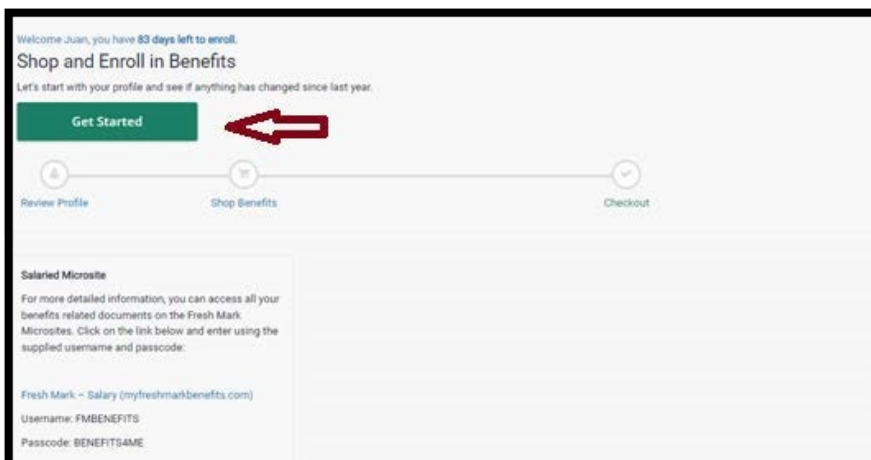 Welcome Juan, you have 83 days left to enroll.
Shop and Enroll in Benefits
Let's start with your profile and see if anything has changed since last year.
Get Started
Review Profile
Shop Benefits
Checkout
Salaried Microsite
For more detailed information, you can access all your
benefits related documents on the Fresh Mark
Microsites. Click on the link below and enter using the
supplied username and passcode:
Fresh Mark – Salary (myfreshmarkbenefits.com)
Username: FMBENEFITS
Passcode: BENEFITS4ME